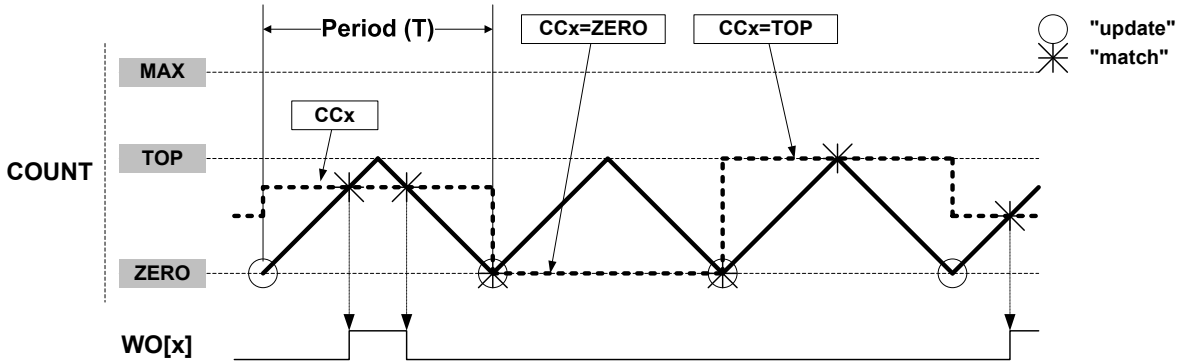 Period (T)
CCx=ZERO
CCx=TOP
"update"
"match"
MAX
CCx
TOP
COUNT
ZERO
WO[x]